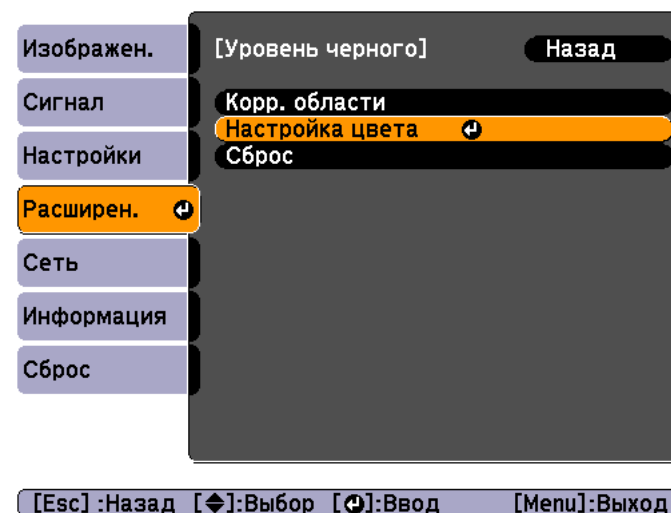 Изображен.
Сигнал
Настройки
Расширен.
Сеть
Информация
Сброс
[Уровень черного] Назад
Корр. области
Настройка цвета
Сброс
[Esc] :Назад [◆]:Выбор [↵]:Ввод [Menu]:Выход